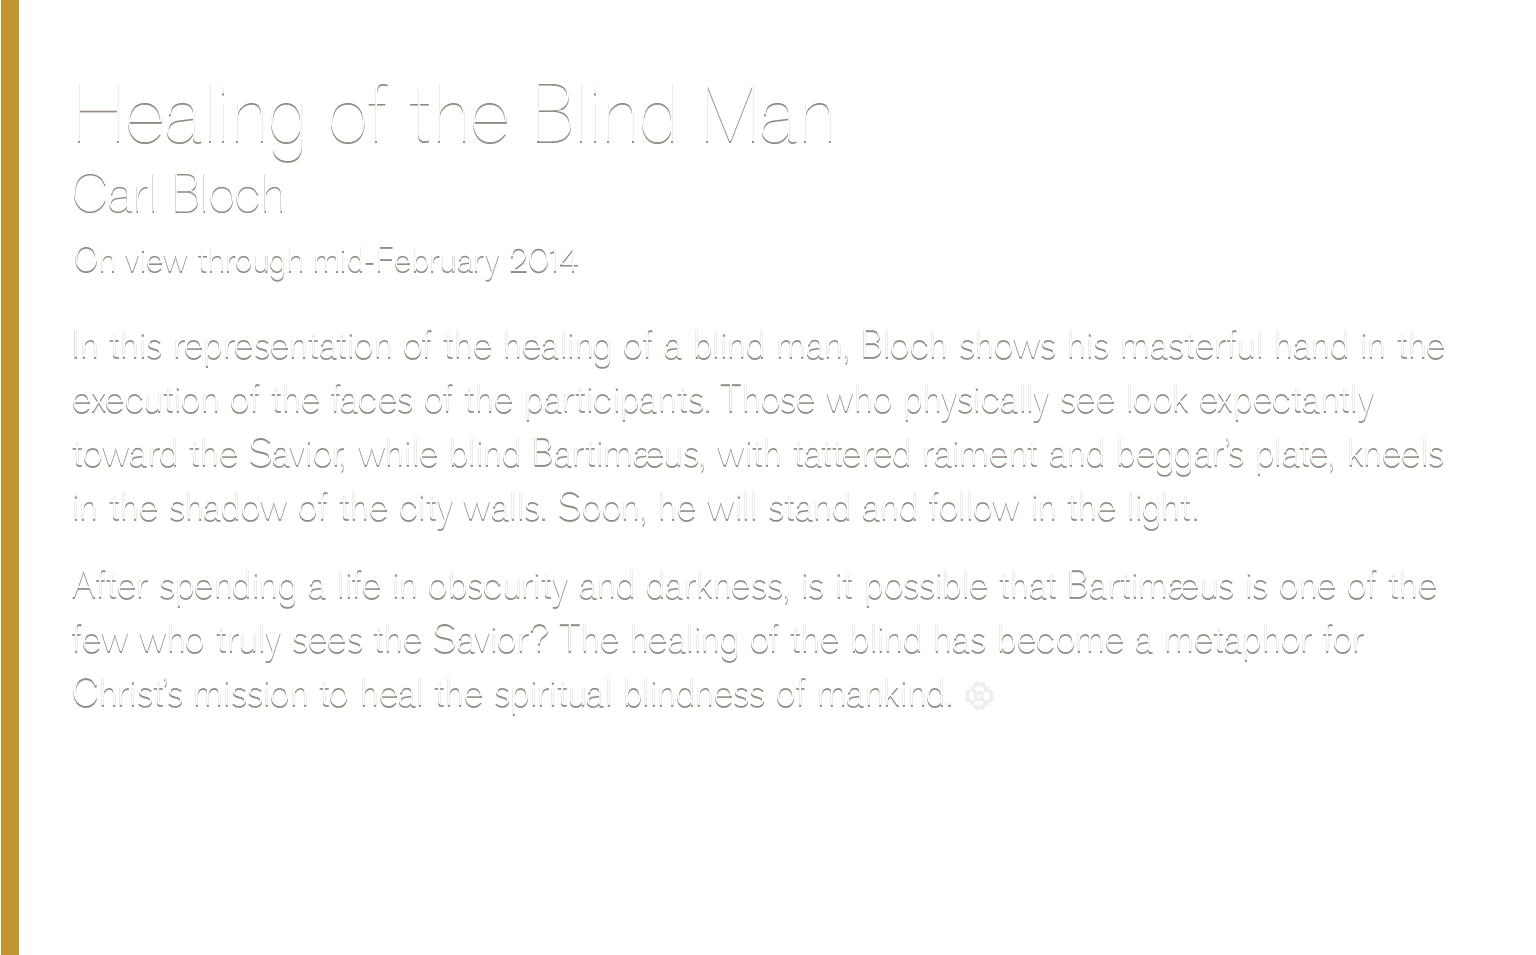 Healing of the Blind Man
Carl Bloch
On view through mid-February 2014
In this representation of the healing of a blind man, Bloch shows his masterful hand in the
execution of the faces of the participants. Those who physically see look expectantly
toward the Savior, while blind Bartimæus, with tattered raiment and beggar’s plate, kneels
in the shadow of the city walls. Soon, he will stand and follow in the light.
After spending a life in obscurity and darkness, is it possible that Bartimæus is one of the
few who truly sees the Savior? The healing of the blind has become a metaphor for
Christ’s mission to heal the spiritual blindness of mankind.